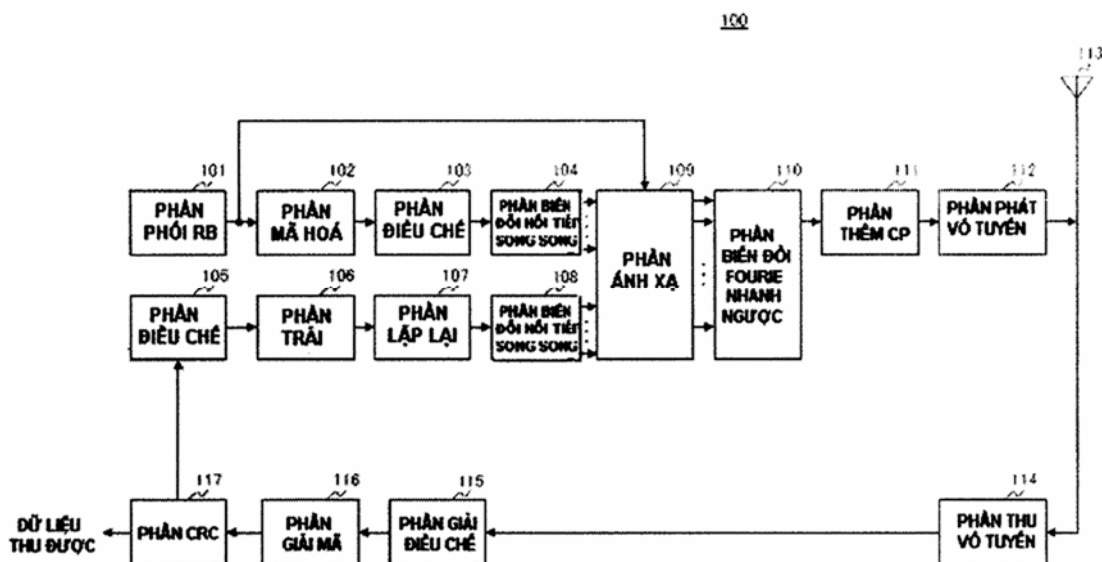 100
113
101
102
103
104
109
110
111
112
PHẦN
PHỐI RB
PHẦN
MÃ HOÁ
PHẦN
ĐIỀU CHẾ
PHẦN BIẾN
ĐỔI NỐI TIẾP
SONG SONG
PHẦN
ÁNH XẠ
PHẦN
BIẾN ĐỔI
FOURIE
NHANH
NGƯỢC
PHẦN
THÊM CP
PHẦN PHÁT
VÔ TUYẾN
105
106
107
108
PHẦN
ĐIỀU CHẾ
PHẦN
TRẢI
PHẦN
LẶP LẠI
PHẦN BIẾN
ĐỔI NỐI TIẾP
SONG SONG
117
116
115
114
DỮ LIỆU
THU ĐƯỢC
PHẦN CRC
PHẦN
GIẢI MÃ
PHẦN GIẢI
ĐIỀU CHẾ
PHẦN THU
VÔ TUYẾN